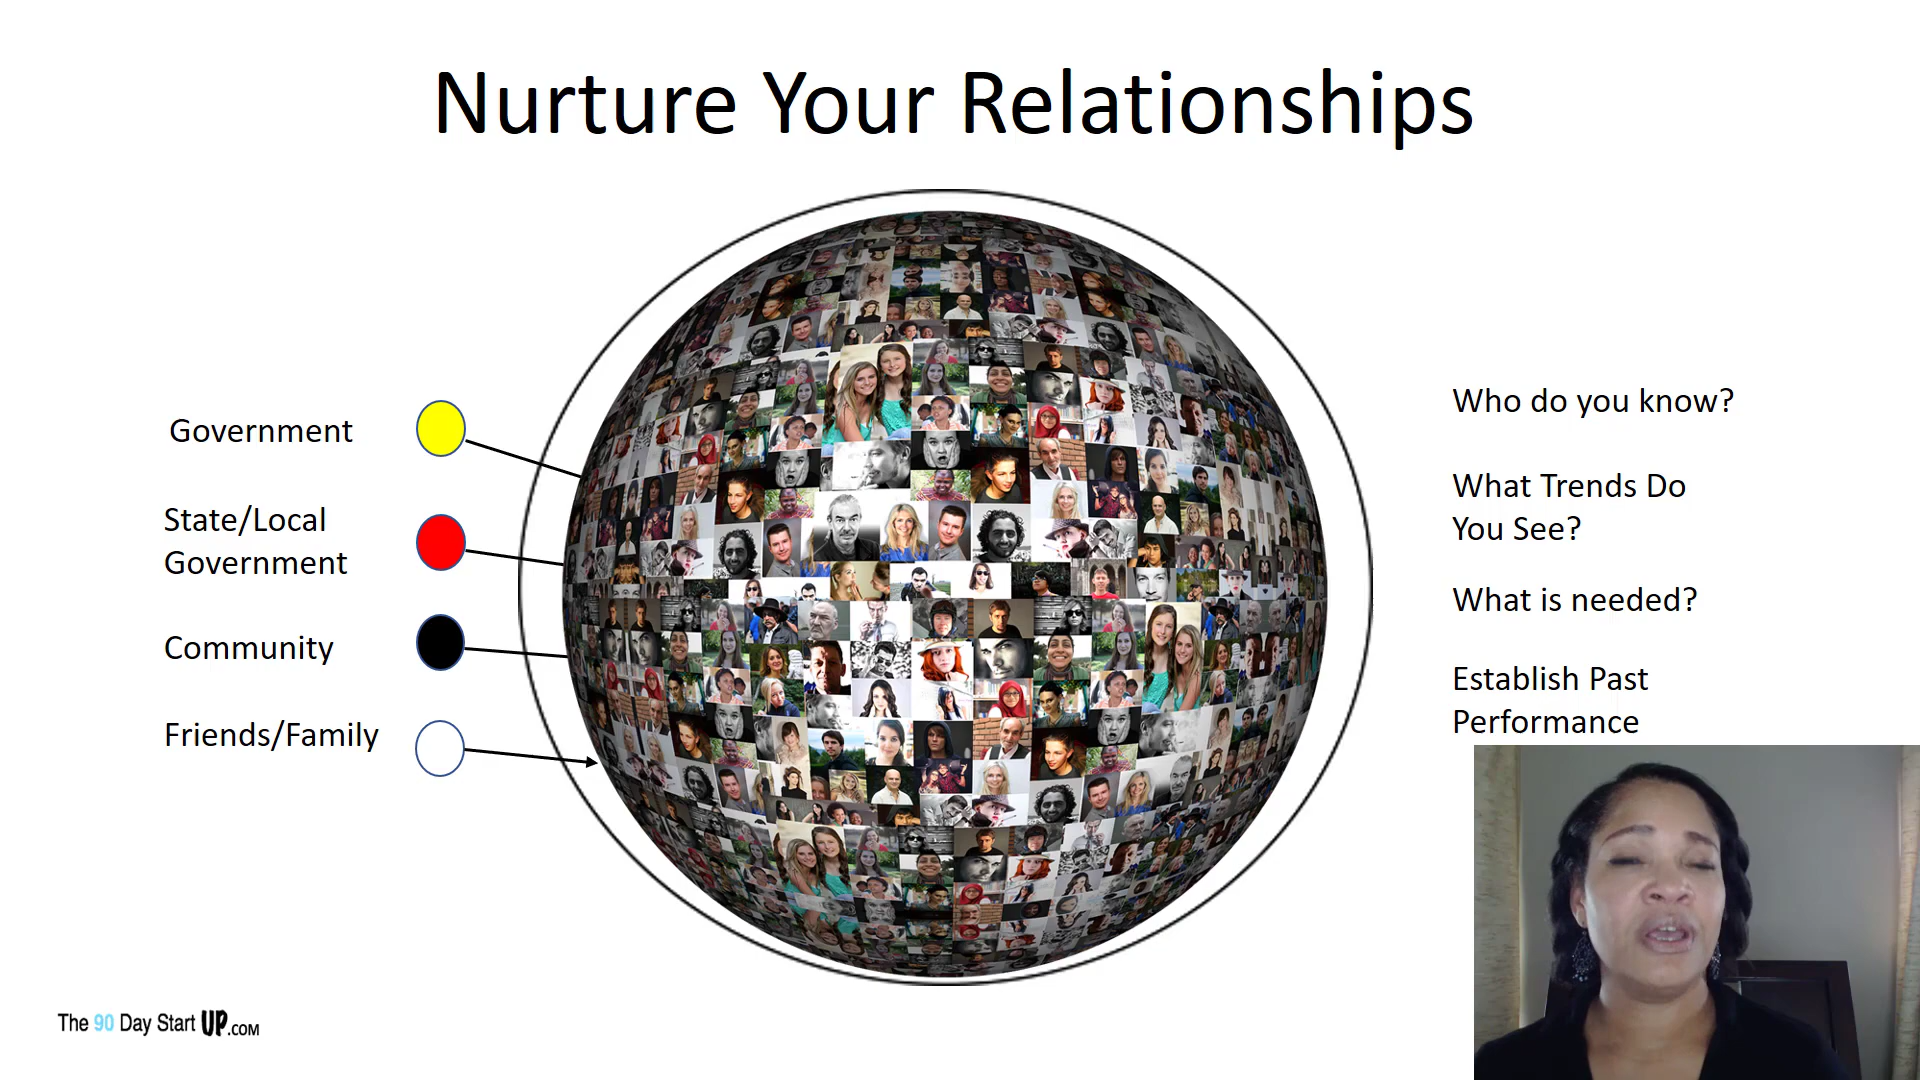 Nurture Your Relationships
Government
State/Local
Government
Community
Friends/Family
Who do you know?
What Trends Do
You See?
What is needed?
Establish Past
Performance
The 90 Day Start UP.com